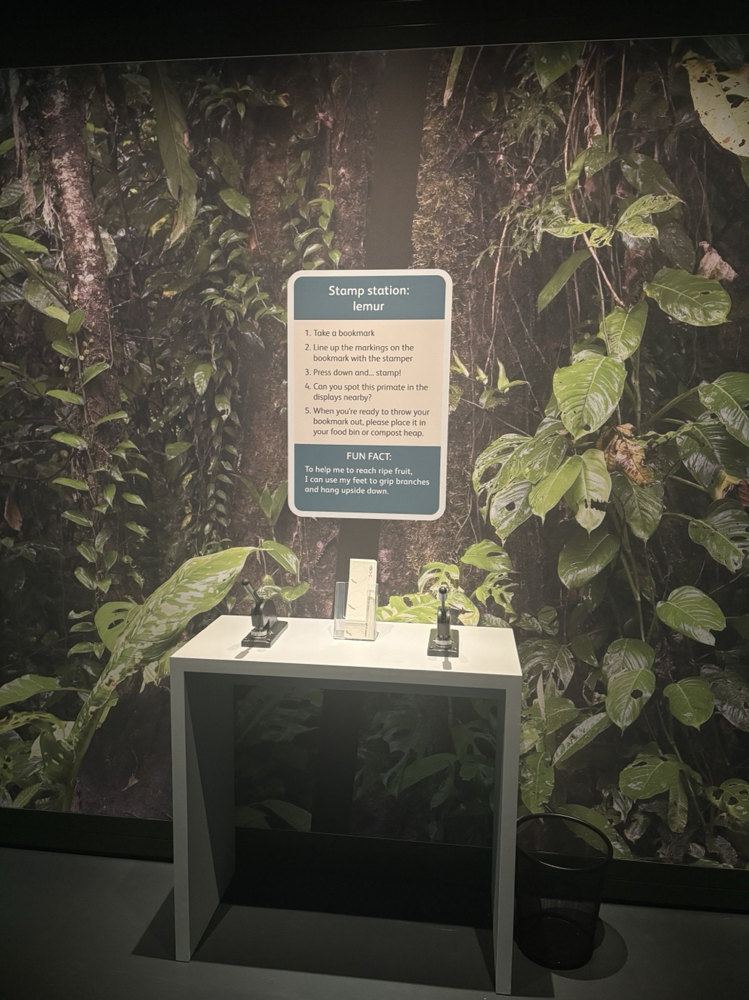 Stamp station:
lemur
1. Take a bookmark
2. Line up the markings on the
bookmark with the stamper
3. Press down and... stamp!
4. Can you spot this primate in the
displays nearby?
5. When you're ready to throw your
bookmark out, please place it in
your food bin or compost heap.
FUN FACT:
To help me to reach ripe fruit,
I can use my feet to grip branches
and hang upside down.